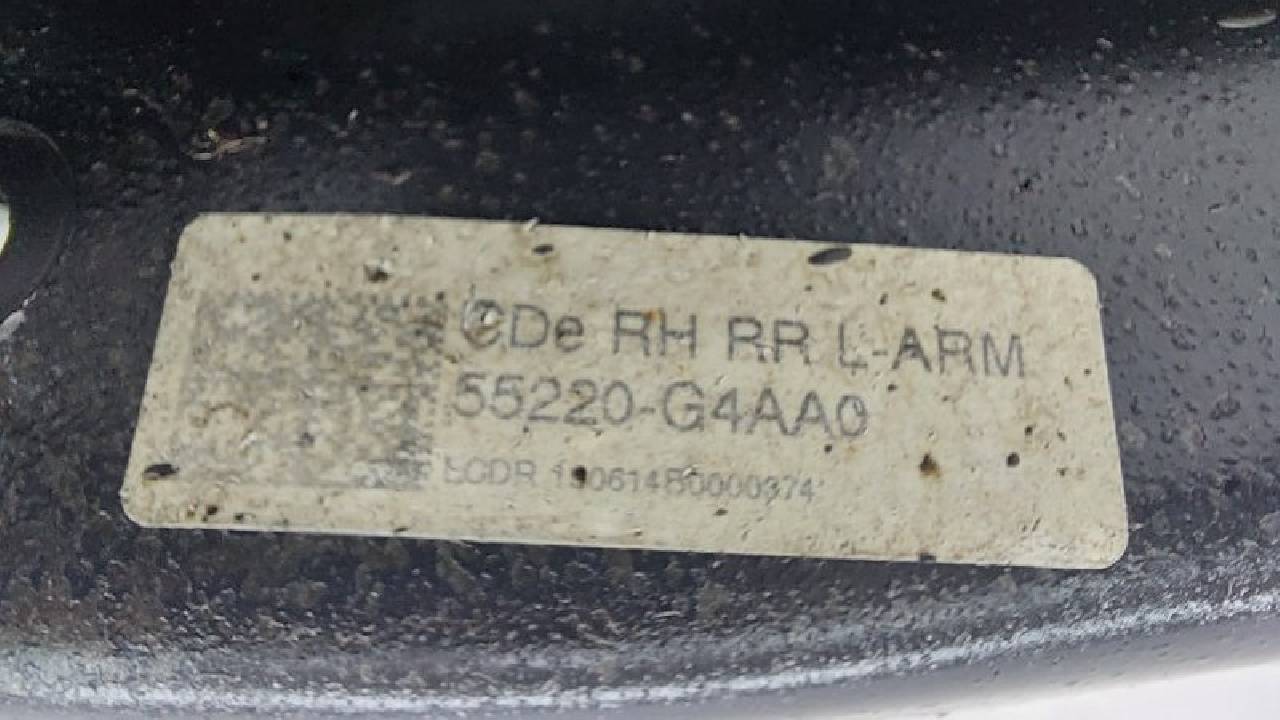 CDe RH RR L-ARM
55220-G4AA0